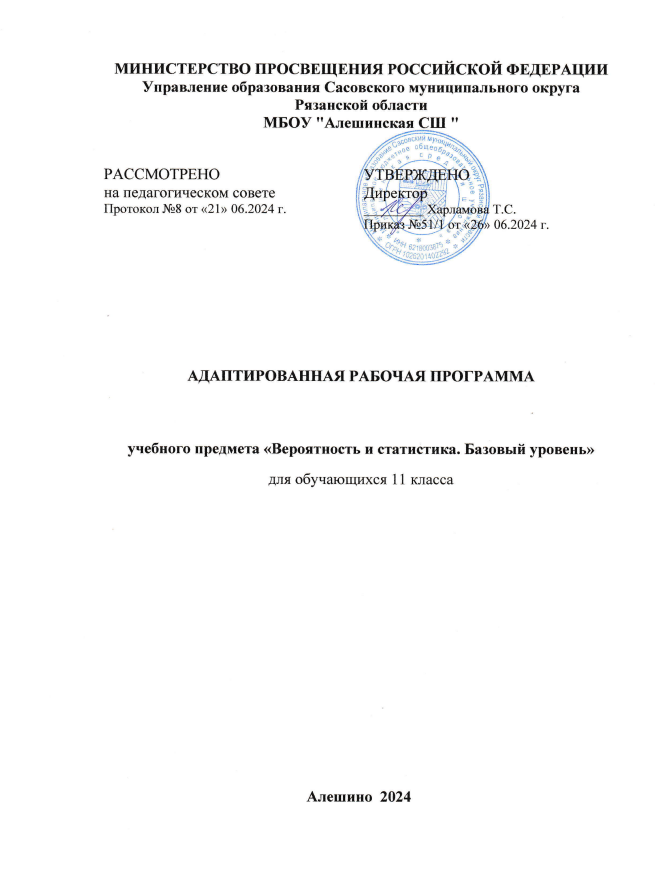 МИНИСТЕРСТВО ПРОСВЕЩЕНИЯ РОССИЙСКОЙ ФЕДЕРАЦИИ
Управление образования Сасовского муниципального округа
Рязанской области
МБОУ "Алешинская СШ "
РАССМОТРЕНО
на педагогическом совете
Протокол №8 от «21» 06.2024 г.
УТВЕРЖДЕНО
Директор
Харламова Т.С.
Приказ №51/1 от «26» 06.2024 г.
АДАПТИРОВАННАЯ РАБОЧАЯ ПРОГРАММА
учебного предмета «Вероятность и статистика. Базовый уровень»
для обучающихся 11 класса
Алешино 2024